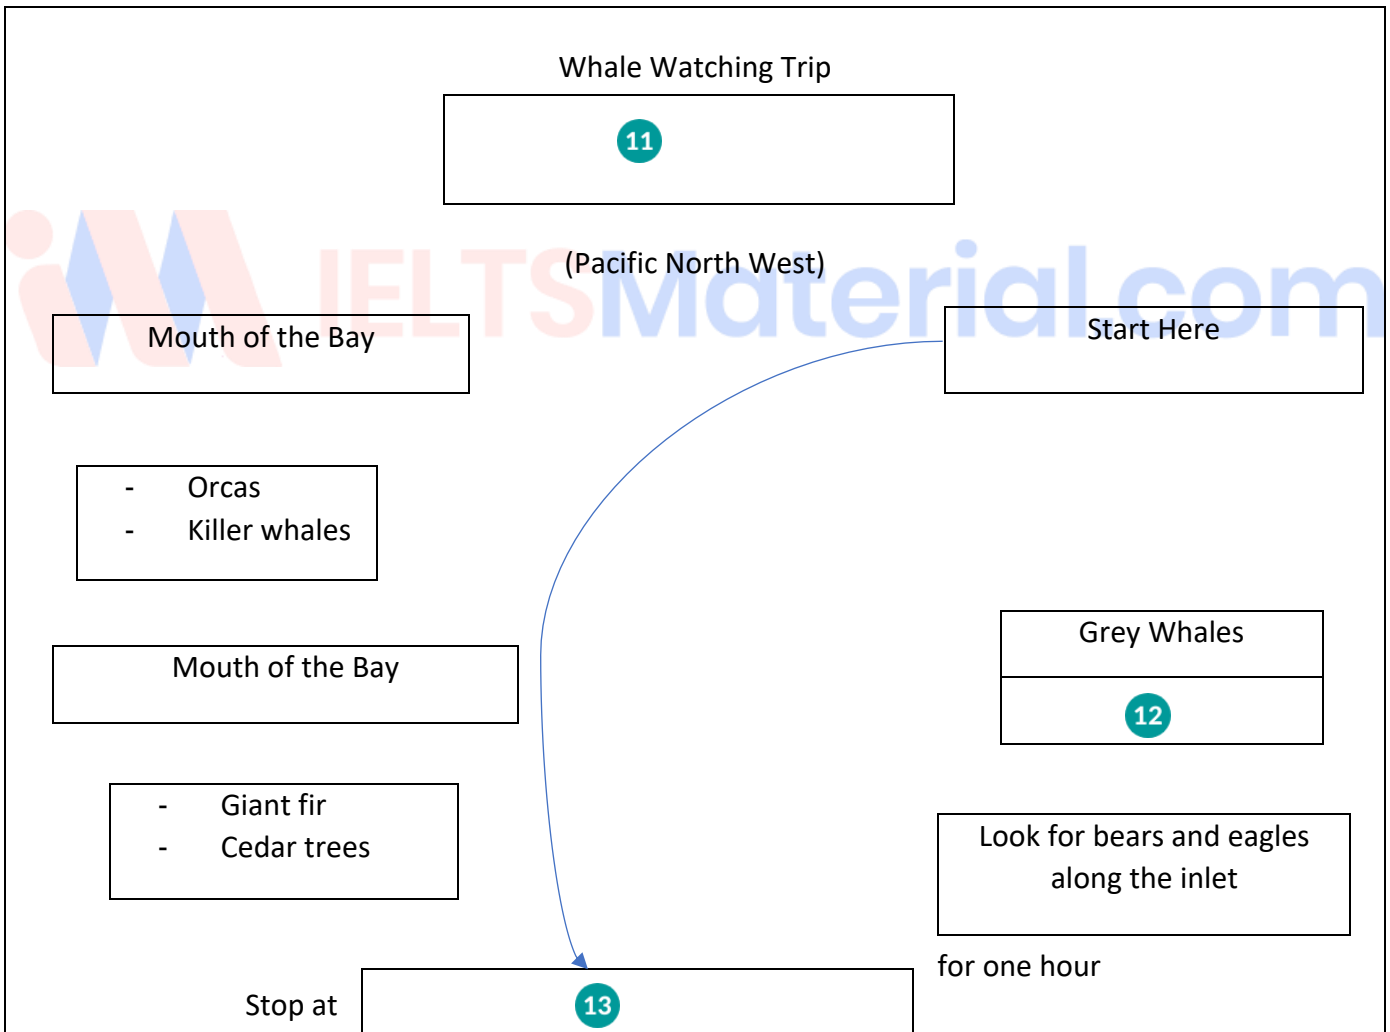 Whale Watching Trip
11
(Pacific North West)
IELTSMaterial.com
Mouth of the Bay
Start Here
- Orcas
- Killer whales
Grey Whales
Mouth of the Bay
12
- Giant fir
- Cedar trees
Look for bears and eagles
along the inlet
for one hour
Stop at 13